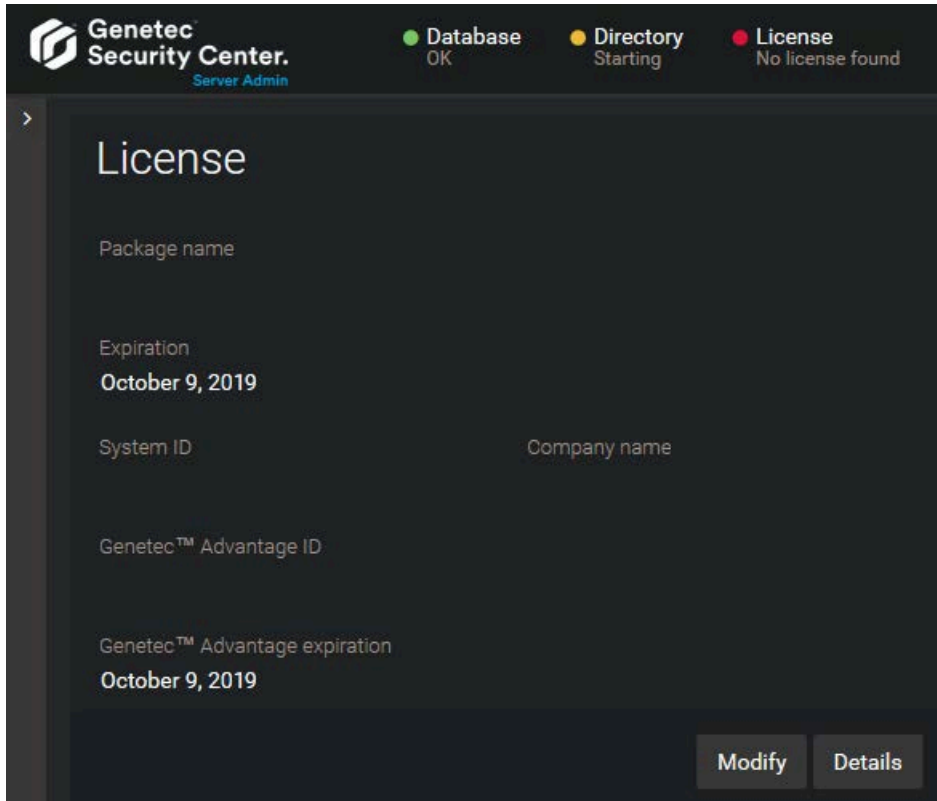 Genetec
Security Center.
Server Admin
Database
OK
Directory
Starting
License
No license found
License
Package name
Expiration
October 9, 2019
System ID
Company name
Genetec™ Advantage ID
Genetec™ Advantage expiration
October 9, 2019
Modify
Details